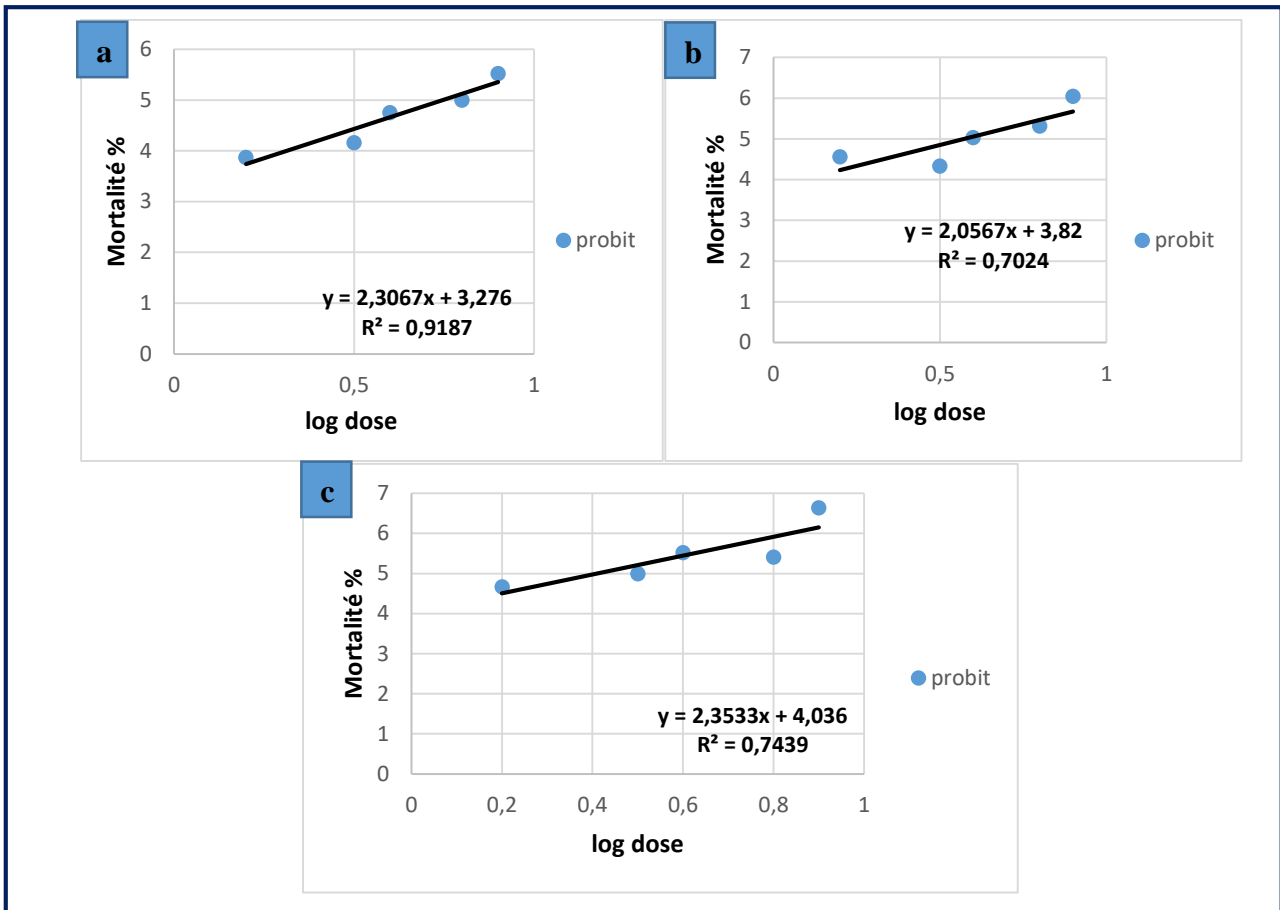 a
6
5
4
3
2
1
0
Mortalité %
0 0,5 1
log dose
y = 2,3067x + 3,276
R² = 0,9187
probit
b
7
6
5
4
3
2
1
0
Mortalité %
0 0,5 1
log dose
y = 2,0567x + 3,82
R² = 0,7024
probit
c
7
6
5
4
3
2
1
0
Mortalité %
0 0,2 0,4 0,6 0,8 1
log dose
y = 2,3533x + 4,036
R² = 0,7439
probit